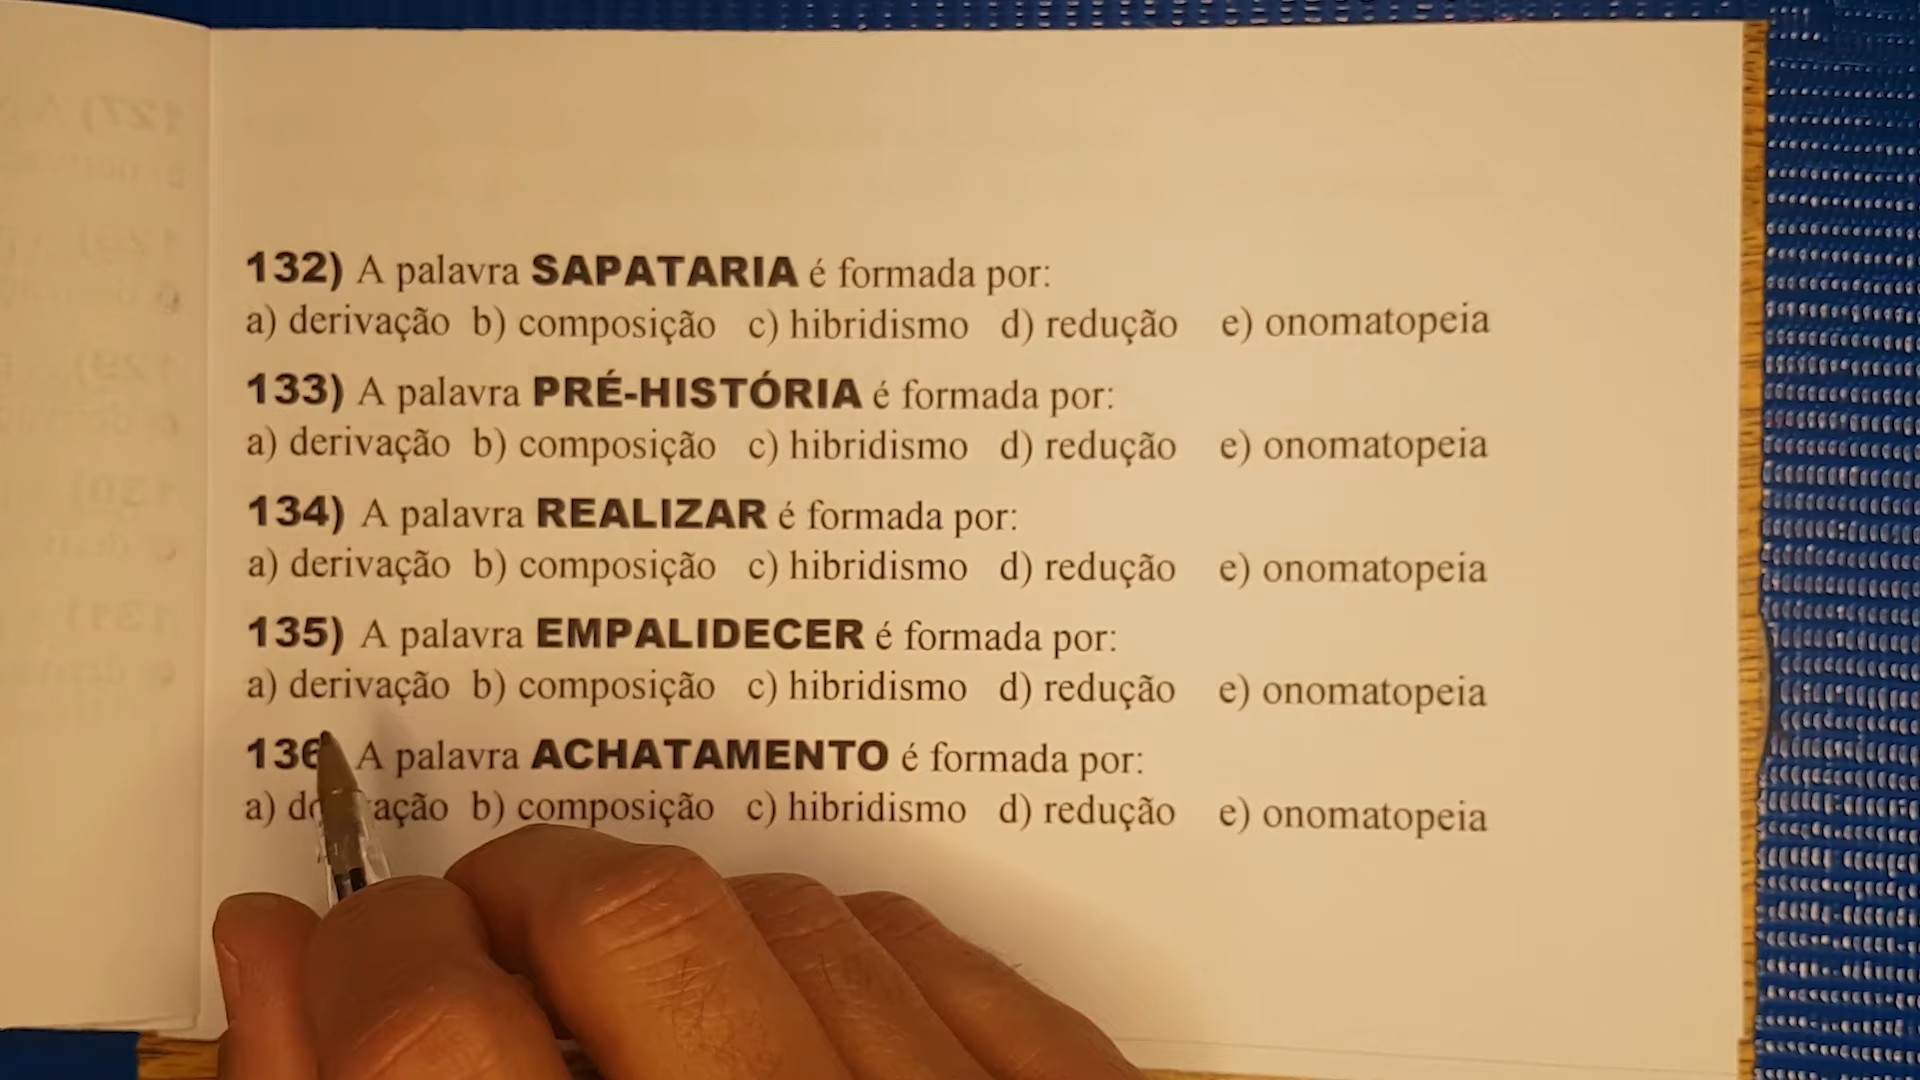 132) A palavra SAPATARIA é formada por:
a) derivação b) composição c) hibridismo d) redução e) onomatopeia
133) A palavra PRÉ-HISTÓRIA é formada por:
a) derivação b) composição c) hibridismo d) redução e) onomatopeia
134) A palavra REALIZAR é formada por:
a) derivação b) composição c) hibridismo d) redução e) onomatopeia
135) A palavra EMPALIDECER é formada por:
a) derivação b) composição c) hibridismo d) redução e) onomatopeia
136 A palavra ACHATAMENTO é formada por:
a) b) composição c) hibridismo d) redução e) onomatopeia